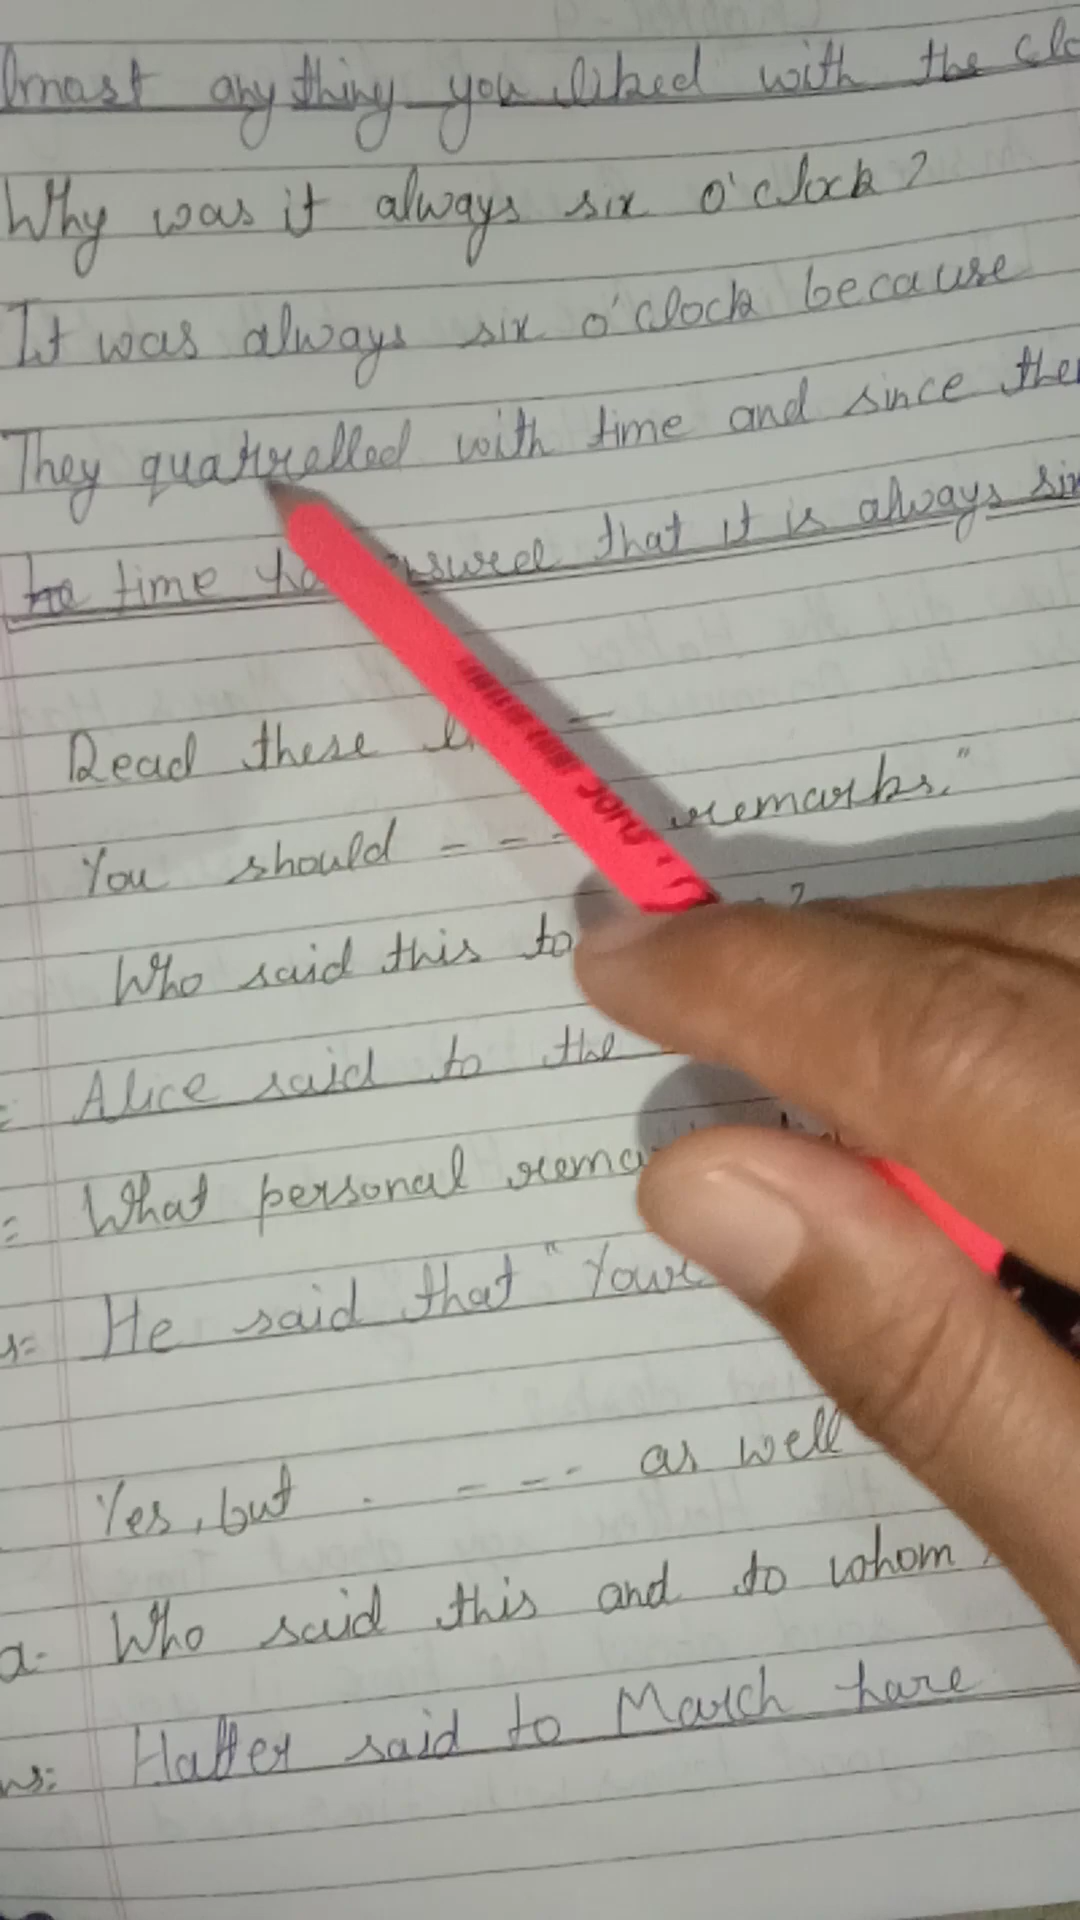 almost any thing you liked with the
Why was it always six o'clock?
It was always six o'clock because
They quarrelled with time and since
time that it is always
Read these
You should - - - remarks."
Who said this to ?
Alice said to the
What personal
He said that "Your
Yes, but . - - - as well
a. Who said this and to whom
Hatter said to March hare